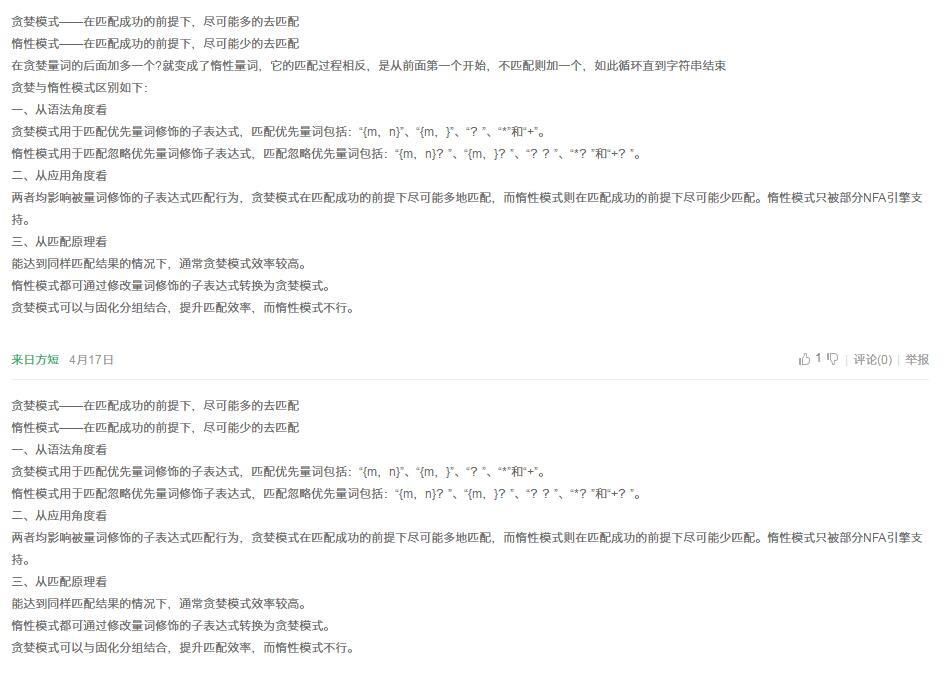 贪婪模式——在匹配成功的前提下，尽可能多的去匹配
惰性模式——在匹配成功的前提下，尽可能少的去匹配
在贪婪量词的后面加多一个?就变成了惰性量词，它的匹配过程相反，是从前面第一个开始，不匹配则加一个，如此循环直到字符串结束
贪婪与惰性模式区别如下：
一、从语法角度看
贪婪模式用于匹配优先量词修饰的子表达式，匹配优先量词包括：“{m，n}”、“{m，}”、“？”、“*”和“+”。
惰性模式用于匹配忽略优先量词修饰子表达式，匹配忽略优先量词包括：“{m，n}？”、“{m，}？”、“？？”、“*？”和“+？”。
二、从应用角度看
两者均影响被量词修饰的子表达式匹配行为，贪婪模式在匹配成功的前提下尽可能多地匹配，而惰性模式则在匹配成功的前提下尽可能少匹配。惰性模式只被部分NFA引擎支
持。
三、从匹配原理看
能达到同样匹配结果的情况下，通常贪婪模式效率较高。
惰性模式都可通过修改量词修饰的子表达式转换为贪婪模式。
贪婪模式可以与固化分组结合，提升匹配效率，而惰性模式不行。
来日方短 4月17日 1 | 评论(0) | 举报
贪婪模式——在匹配成功的前提下，尽可能多的去匹配
惰性模式——在匹配成功的前提下，尽可能少的去匹配
一、从语法角度看
贪婪模式用于匹配优先量词修饰的子表达式，匹配优先量词包括：“{m，n}”、“{m，}”、“？”、“*”和“+”。
惰性模式用于匹配忽略优先量词修饰子表达式，匹配忽略优先量词包括：“{m，n}？”、“{m，}？”、“？？”、“*？”和“+？”。
二、从应用角度看
两者均影响被量词修饰的子表达式匹配行为，贪婪模式在匹配成功的前提下尽可能多地匹配，而惰性模式则在匹配成功的前提下尽可能少匹配。惰性模式只被部分NFA引擎支
持。
三、从匹配原理看
能达到同样匹配结果的情况下，通常贪婪模式效率较高。
惰性模式都可通过修改量词修饰的子表达式转换为贪婪模式。
贪婪模式可以与固化分组结合，提升匹配效率，而惰性模式不行。